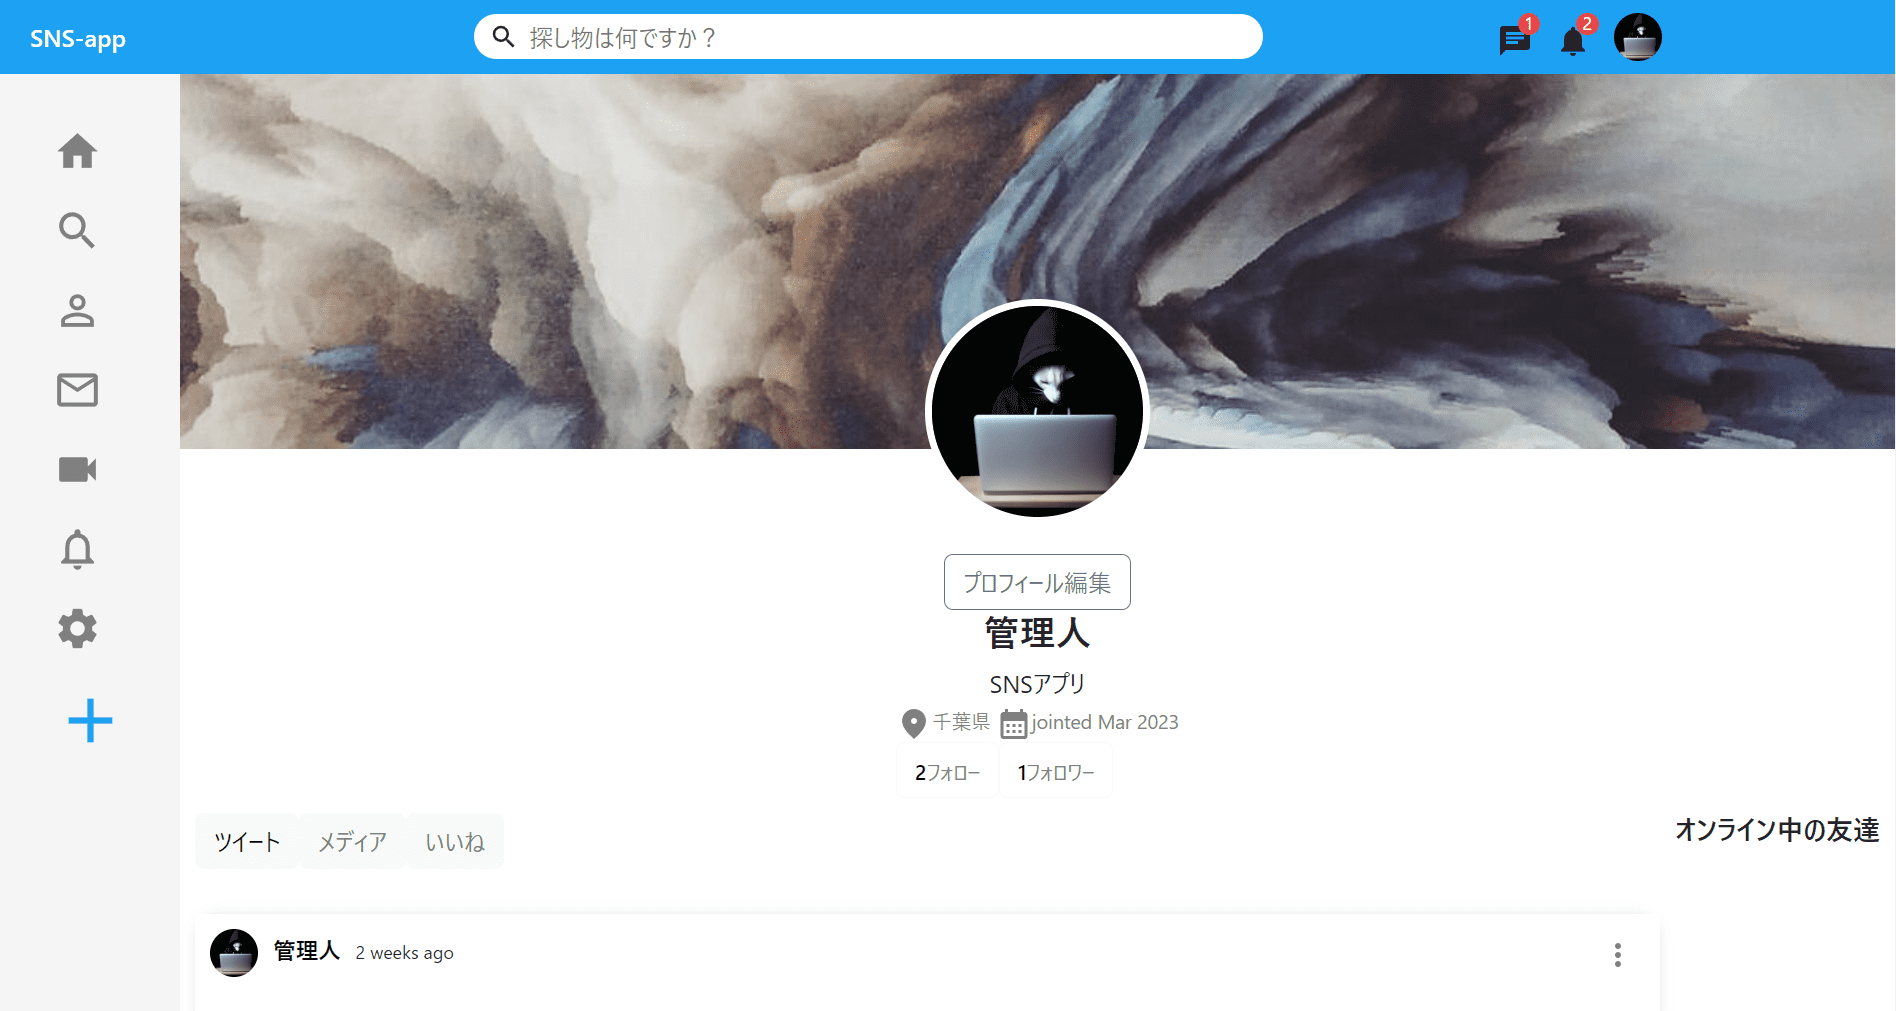 SNS-app
探し物は何ですか？
1
2
プロフィール編集
管理人
SNSアプリ
千葉県 jointed Mar 2023
2フォロー 1フォロワー
ツイート メディア いいね
オンライン中の友達
管理人 2 weeks ago